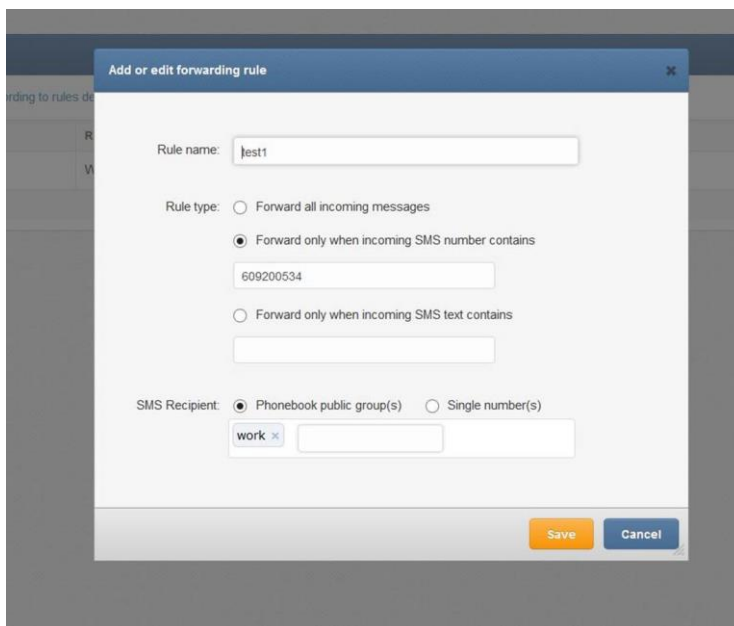 Add or edit forwarding rule
rding to rules de
R
Rule name: test1
W
Rule type: Forward all incoming messages
Forward only when incoming SMS number contains
609200534
Forward only when incoming SMS text contains
SMS Recipient: Phonebook public group(s) Single number(s)
work ×
Save Cancel